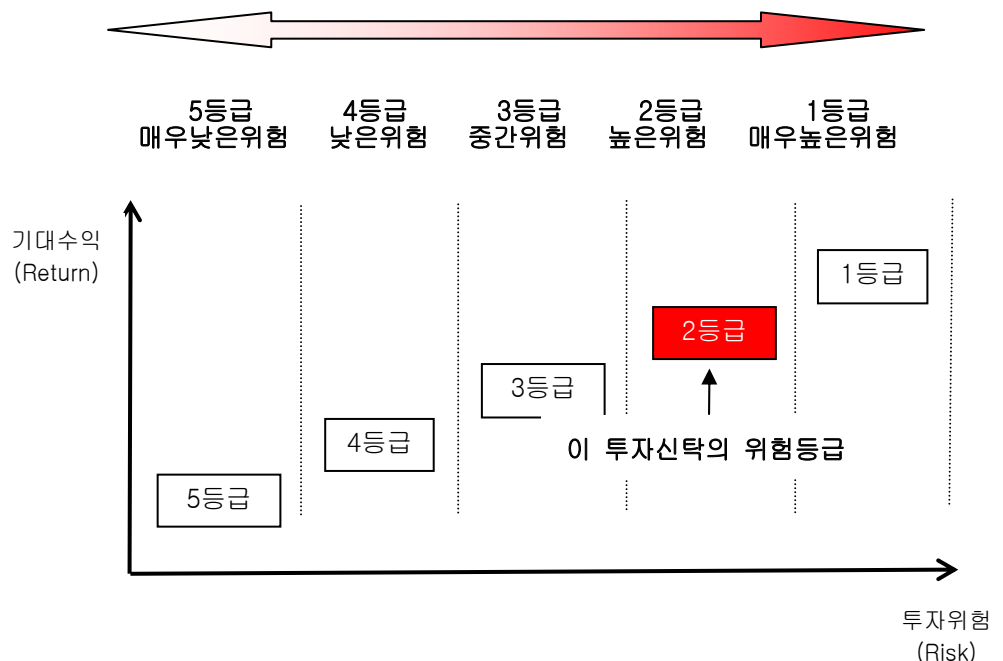 5등급 4등급 3등급 2등급 1등급
매우낮은위험 낮은위험 중간위험 높은위험 매우높은위험
기대수익
(Return)
1등급
2등급
3등급
4등급
이 투자신탁의 위험등급
5등급
투자위험
(Risk)